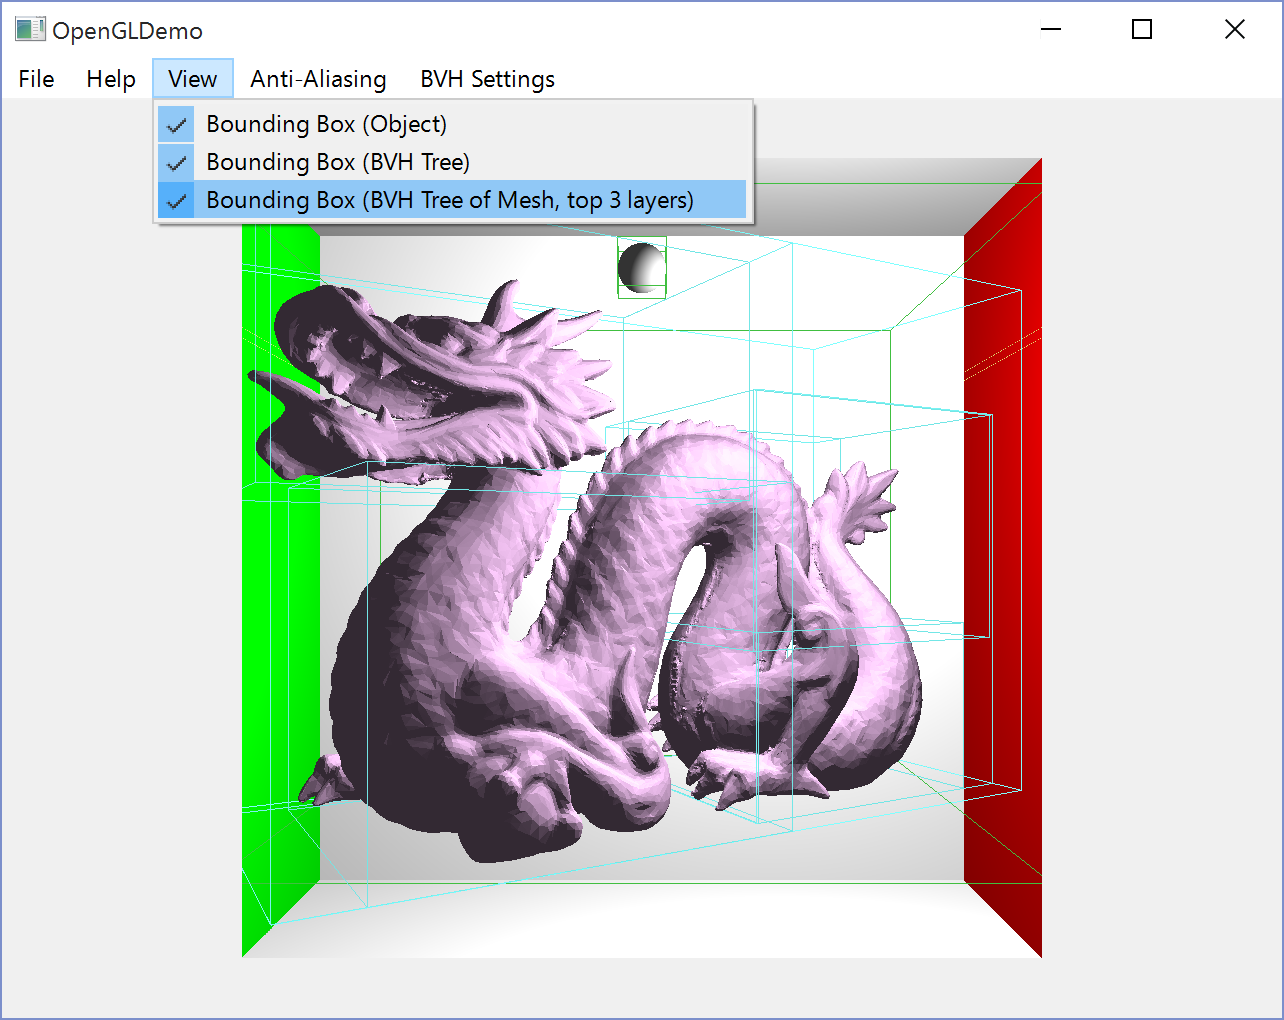 OpenGLDemo
File Help View Anti-Aliasing BVH Settings
Bounding Box (Object)
Bounding Box (BVH Tree)
Bounding Box (BVH Tree of Mesh, top 3 layers)